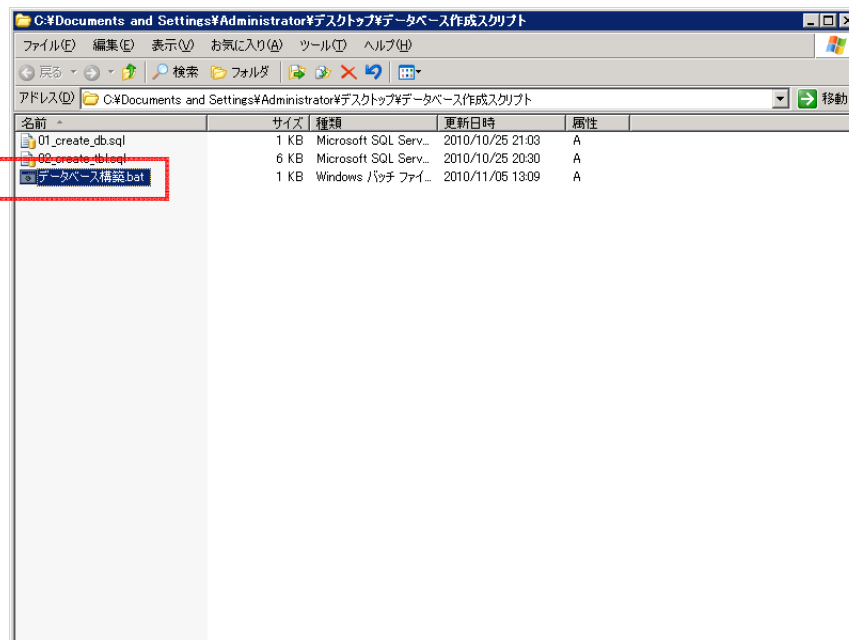 C:¥Documents and Settings¥Administrator¥デスクトップ¥データベース作成スクリプト
ファイル(F) 編集(E) 表示(V) お気に入り(A) ツール(T) ヘルプ(H)
戻る 検索 フォルダ
アドレス(D) C:¥Documents and Settings¥Administrator¥デスクトップ¥データベース作成スクリプト 移動
名前 サイズ 種類 更新日時 属性
01_create_db.sql 1 KB Microsoft SQL Serv... 2010/10/25 21:03 A
02_create_tbl.sql 6 KB Microsoft SQL Serv... 2010/10/25 20:30 A
データベース構築.bat 1 KB Windows バッチ ファイ... 2010/11/05 13:09 A